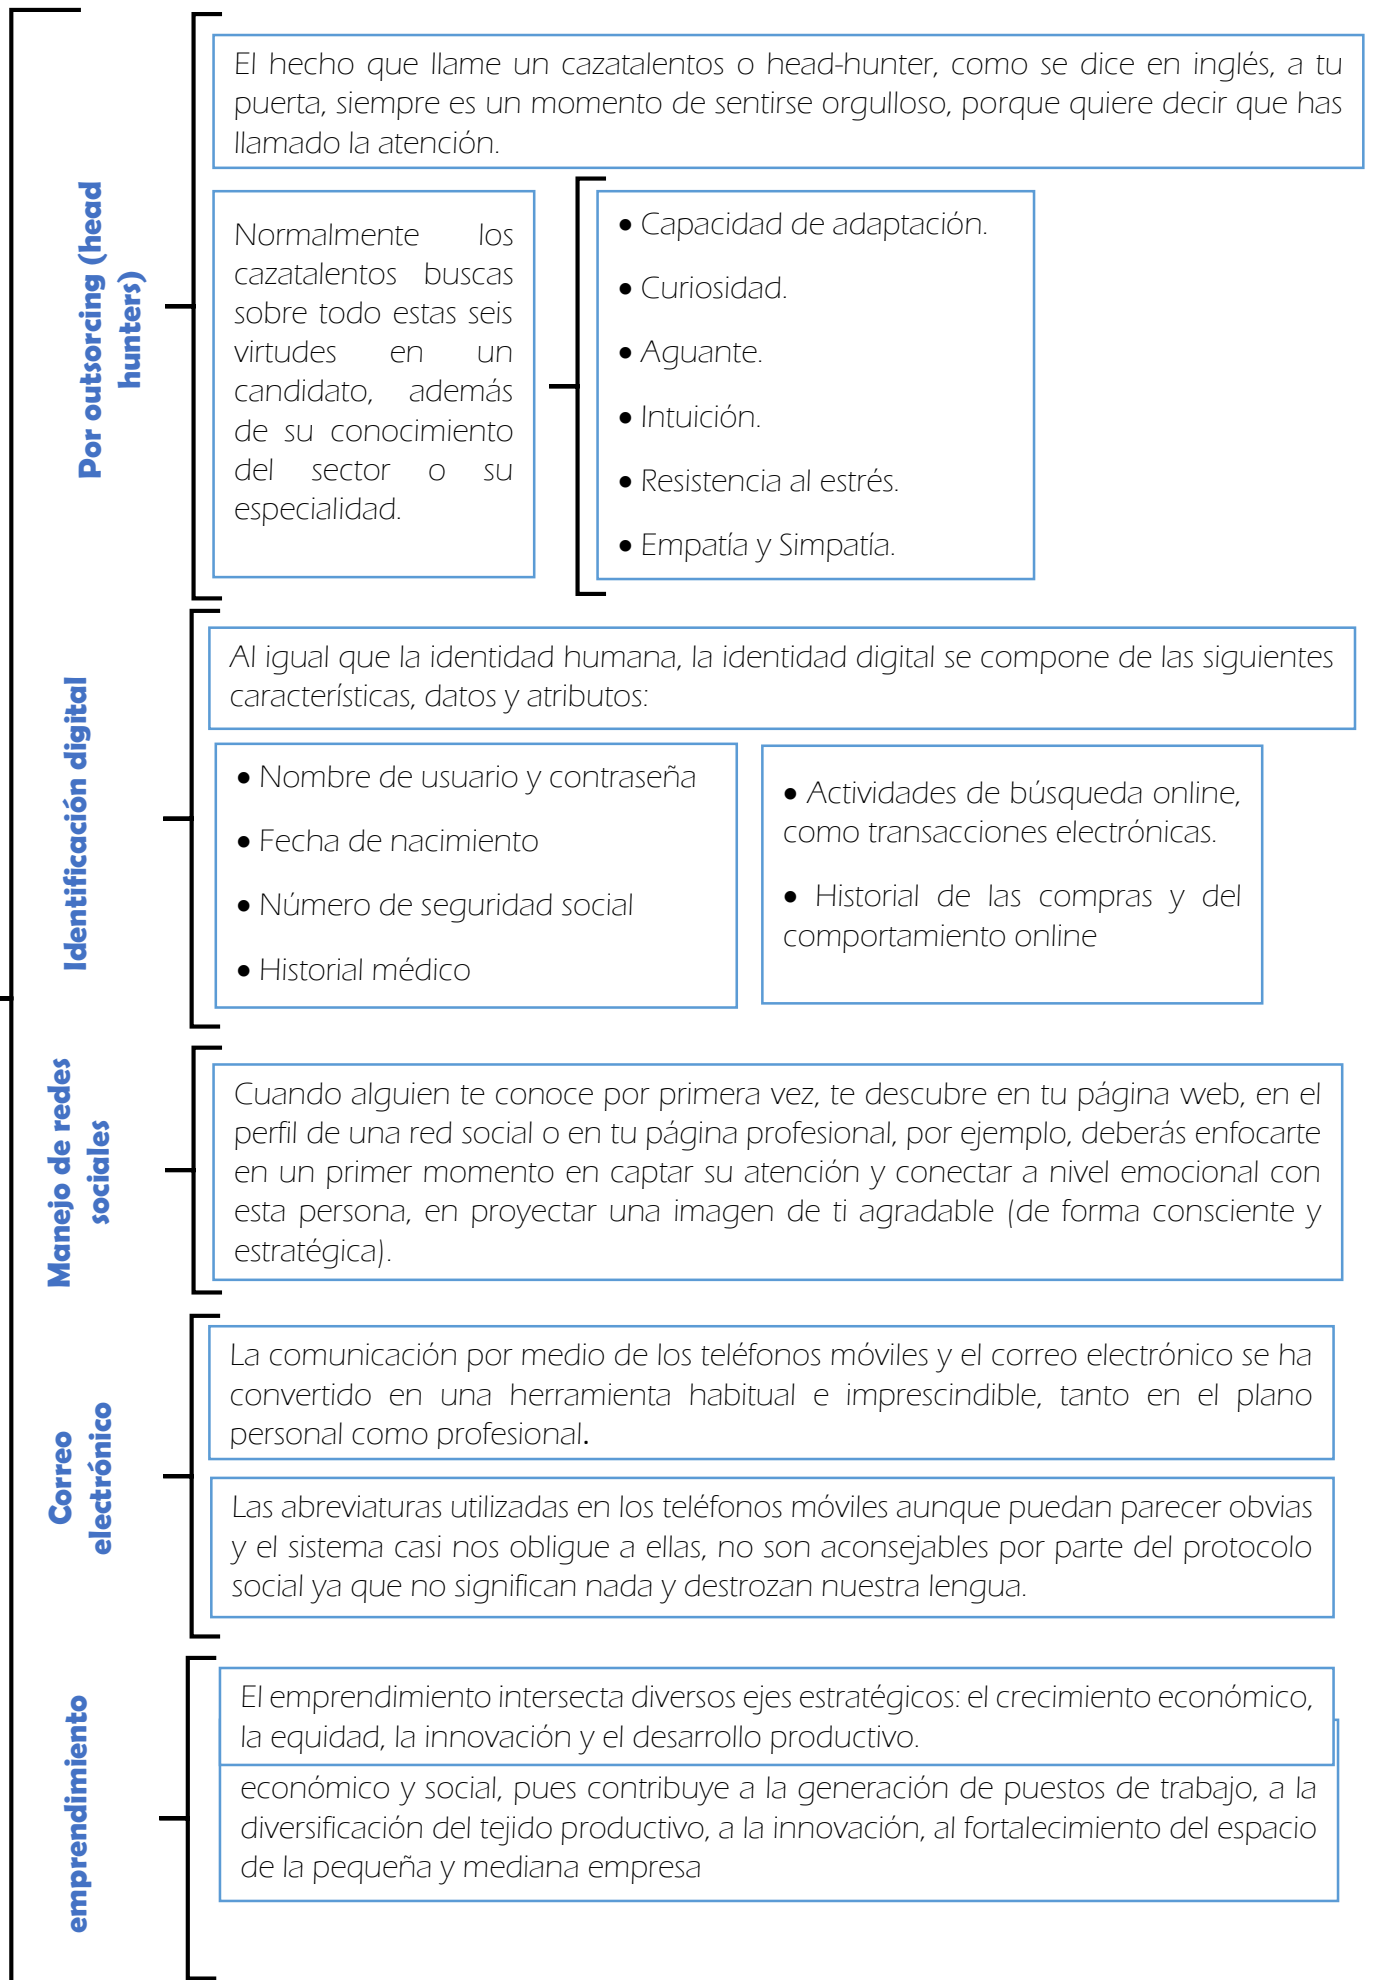 Por outsorcing (head
hunters)
El hecho que llame un cazatalentos o head-hunter, como se dice en inglés, a tu
puerta, siempre es un momento de sentirse orgulloso, porque quiere decir que has
llamado la atención.
Normalmente los
cazatalentos buscas
sobre todo estas seis
virtudes en un
candidato, además
de su conocimiento
del sector o su
especialidad.
• Capacidad de adaptación.
• Curiosidad.
• Aguante.
• Intuición.
• Resistencia al estrés.
• Empatía y Simpatía.
Identificación digital
Al igual que la identidad humana, la identidad digital se compone de las siguientes
características, datos y atributos:
• Nombre de usuario y contraseña
• Fecha de nacimiento
• Número de seguridad social
• Historial médico
• Actividades de búsqueda online,
como transacciones electrónicas.
• Historial de las compras y del
comportamiento online
Manejo de redes
sociales
Cuando alguien te conoce por primera vez, te descubre en tu página web, en el
perfil de una red social o en tu página profesional, por ejemplo, deberás enfocarte
en un primer momento en captar su atención y conectar a nivel emocional con
esta persona, en proyectar una imagen de ti agradable (de forma consciente y
estratégica).
Correo
electrónico
La comunicación por medio de los teléfonos móviles y el correo electrónico se ha
convertido en una herramienta habitual e imprescindible, tanto en el plano
personal como profesional.
Las abreviaturas utilizadas en los teléfonos móviles aunque puedan parecer obvias
y el sistema casi nos obligue a ellas, no son aconsejables por parte del protocolo
social ya que no significan nada y destrozan nuestra lengua.
emprendimiento
El emprendimiento intersecta diversos ejes estratégicos: el crecimiento económico,
la equidad, la innovación y el desarrollo productivo.
económico y social, pues contribuye a la generación de puestos de trabajo, a la
diversificación del tejido productivo, a la innovación, al fortalecimiento del espacio
de la pequeña y mediana empresa